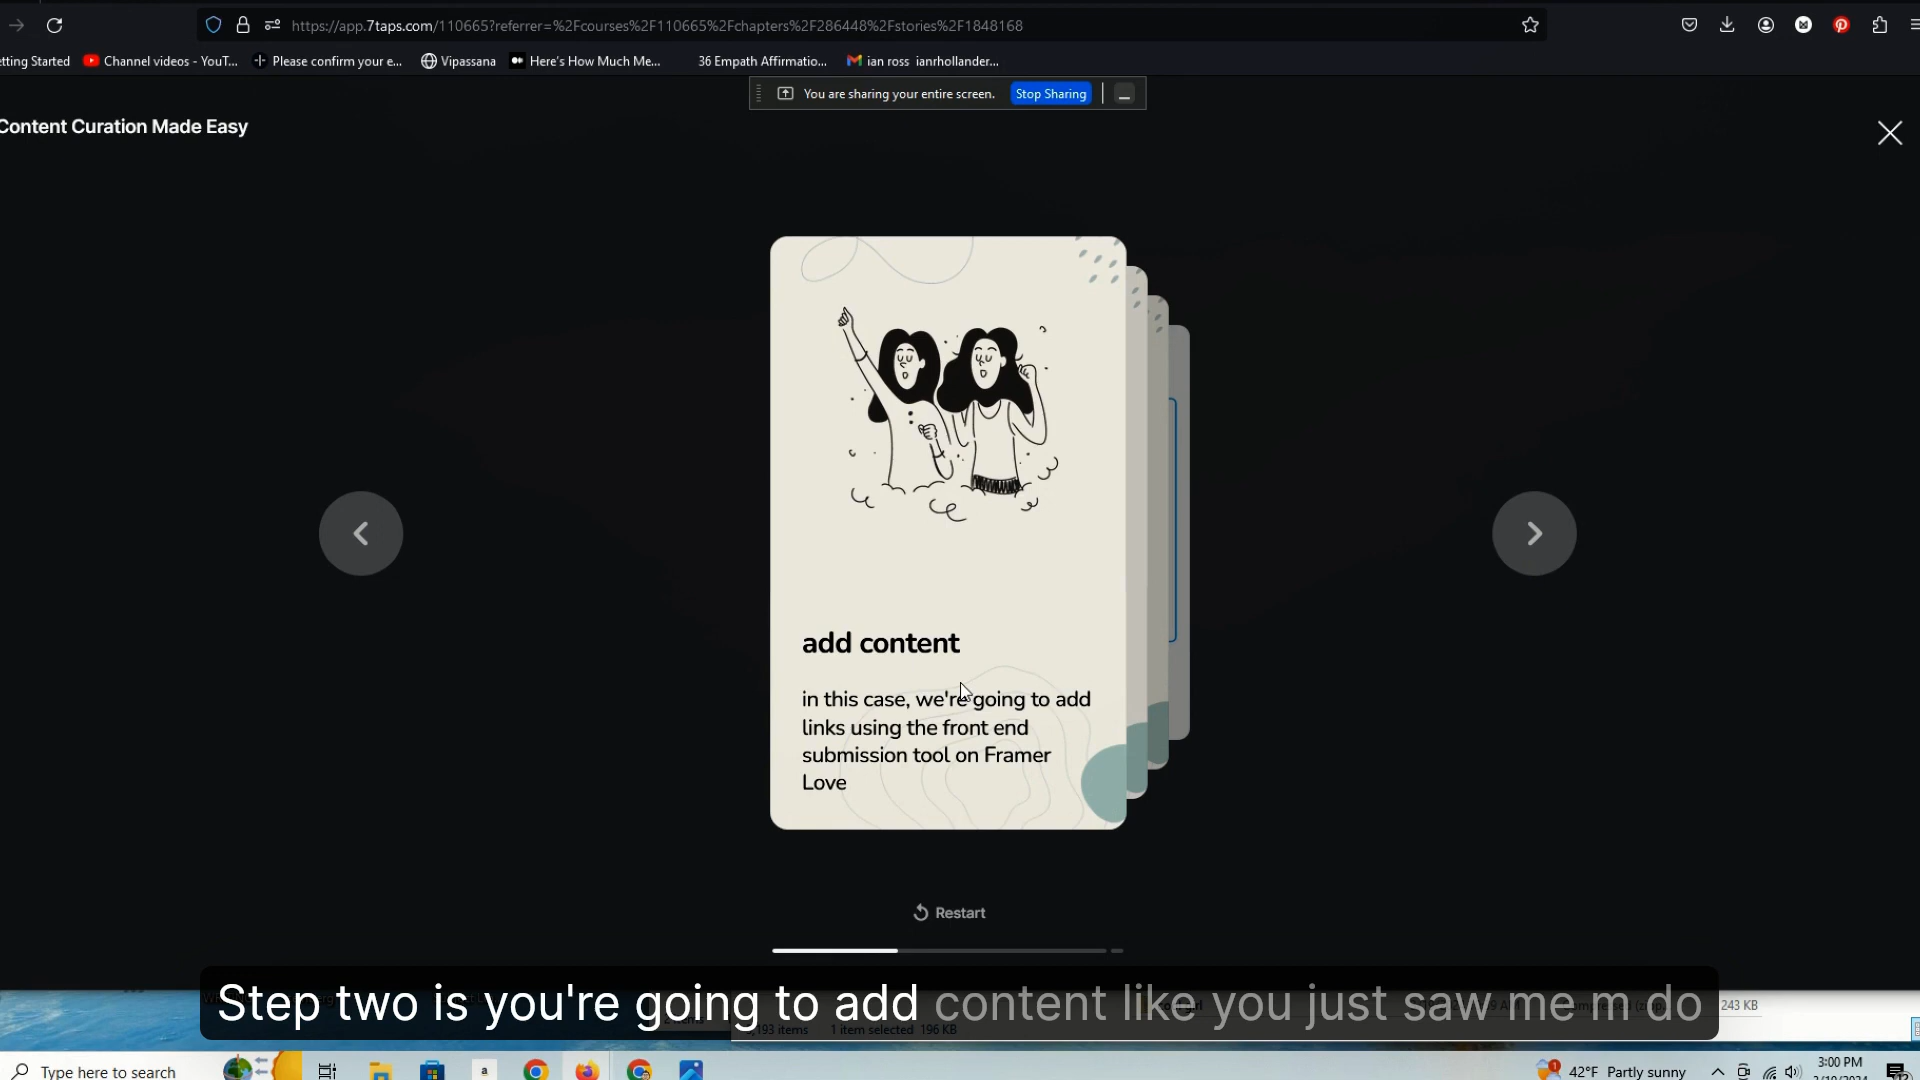 https://app.7taps.com/110665?referrer=%2Fcourses%2F110665%2Fchapters%2F286448%2Fstories%2F1848168
etting Started
Channel videos - YouT...
Please confirm your e...
Vipassana
Here's How Much Me...
36 Empath Affirmatio...
ian ross ianrhollander...
You are sharing your entire screen.
Stop Sharing
Content Curation Made Easy
add content
in this case, we're going to add
links using the front end
submission tool on Framer
Love
Restart
Step two is you're going to add content like you just saw me m do
243 KB
193 items
1 item selected 196 KB
Type here to search
a
42°F Partly sunny
3:00 PM